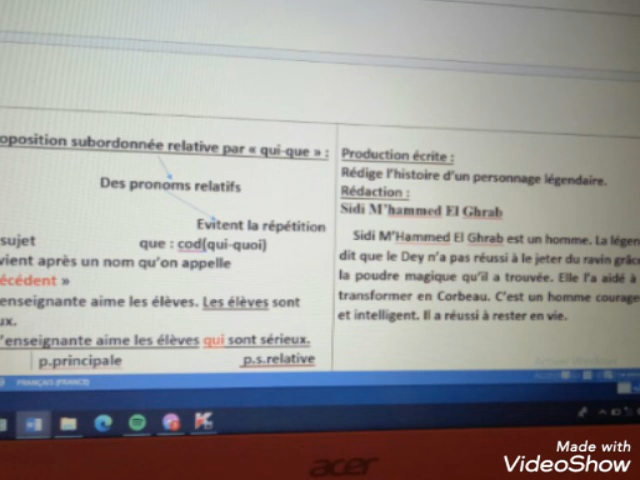 oposition subordonnée relative par « qui-que » :
Des pronoms relatifs
Evitent la répétition
sujet que : cod(qui-quoi)
vient après un nom qu'on appelle
écédent »
enseignante aime les élèves. Les élèves sont
ux.
'enseignante aime les élèves qui sont sérieux.
p.principale p.s.relative
Production écrite :
Rédige l'histoire d'un personnage légendaire.
Rédaction :
Sidi M'hammed El Ghrab
Sidi M'Hammed El Ghrab est un homme. La légen
dit que le Dey n'a pas réussi à le jeter du ravin grâc
la poudre magique qu'il a trouvée. Elle l'a aidé à
transformer en Corbeau. C'est un homme courage
et intelligent. Il a réussi à rester en vie.
FRANÇAIS (FRANCE)
acer
Made with
VideoShow